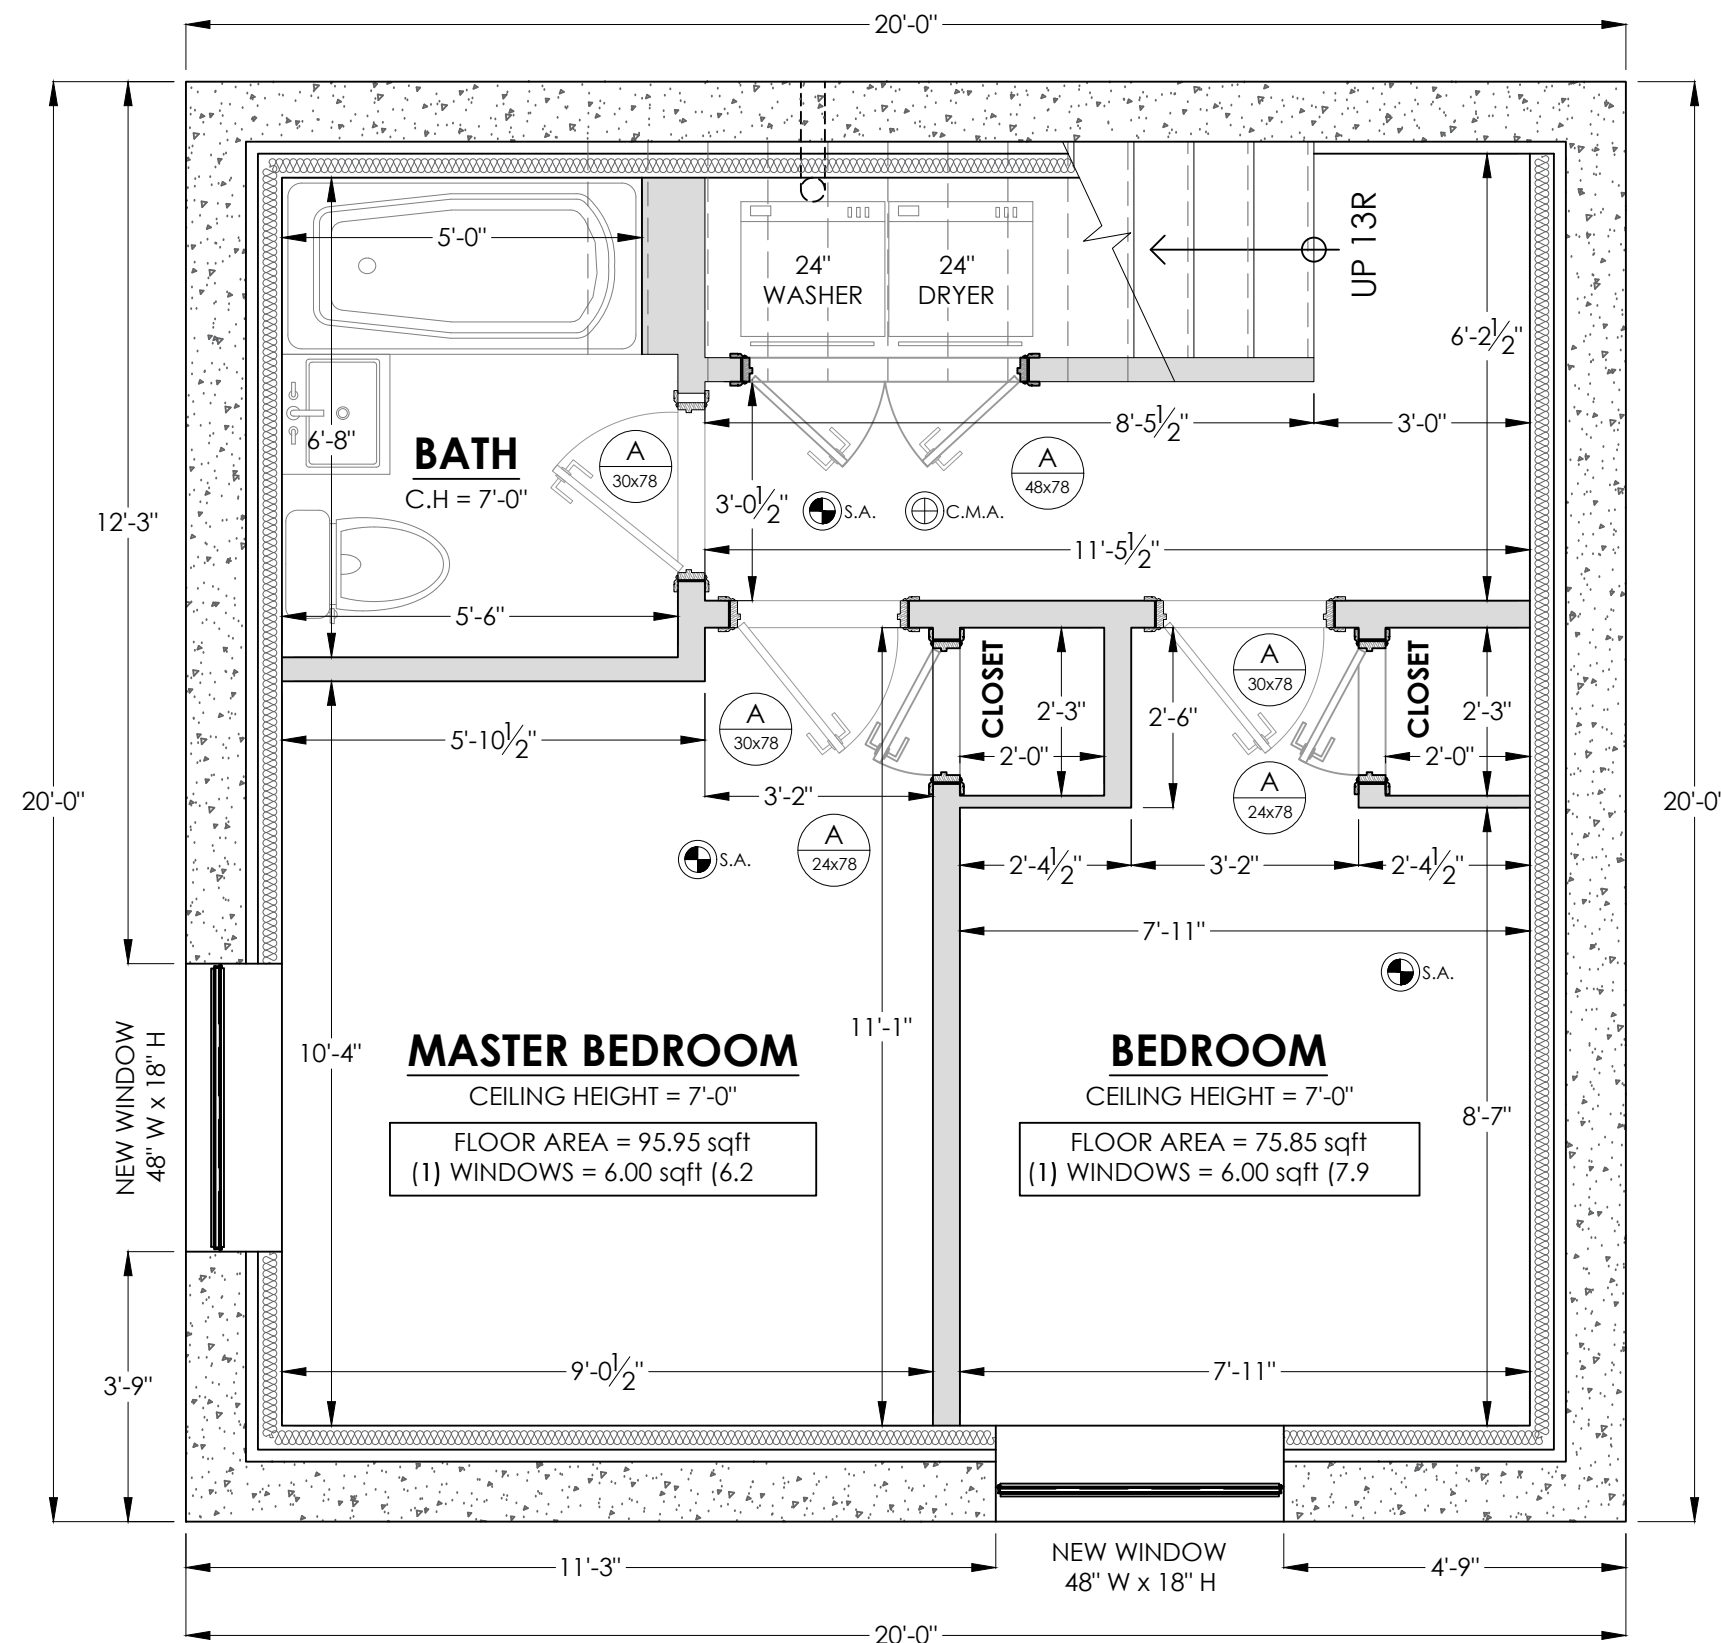 20'-0"
UP 13R
5'-0"
24"
WASHER
24"
DRYER
6'-2½"
6'-8"
BATH
C.H = 7'-0"
A
30x78
8'-5½"
3'-0"
A
48x78
3'-0½"
S.A.
C.M.A.
12'-3"
11'-5½"
5'-6"
CLOSET
CLOSET
A
30x78
2'-3"
2'-6"
2'-3"
A
30x78
5'-10½"
2'-0"
2'-0"
3'-2"
A
24x78
20'-0"
20'-0'
A
24x78
S.A.
2'-4½"
3'-2"
2'-4½"
7'-11"
S.A.
11'-1"
NEW WINDOW
48" W x 18" H
10'-4"
MASTER BEDROOM
CEILING HEIGHT = 7'-0"
FLOOR AREA = 95.95 sqft
(1) WINDOWS = 6.00 sqft (6.2
BEDROOM
CEILING HEIGHT = 7'-0"
FLOOR AREA = 75.85 sqft
(1) WINDOWS = 6.00 sqft (7.9
8'-7"
3'-9"
9'-0½"
7'-11"
11'-3"
NEW WINDOW
48" W x 18" H
4'-9"
20'-0"